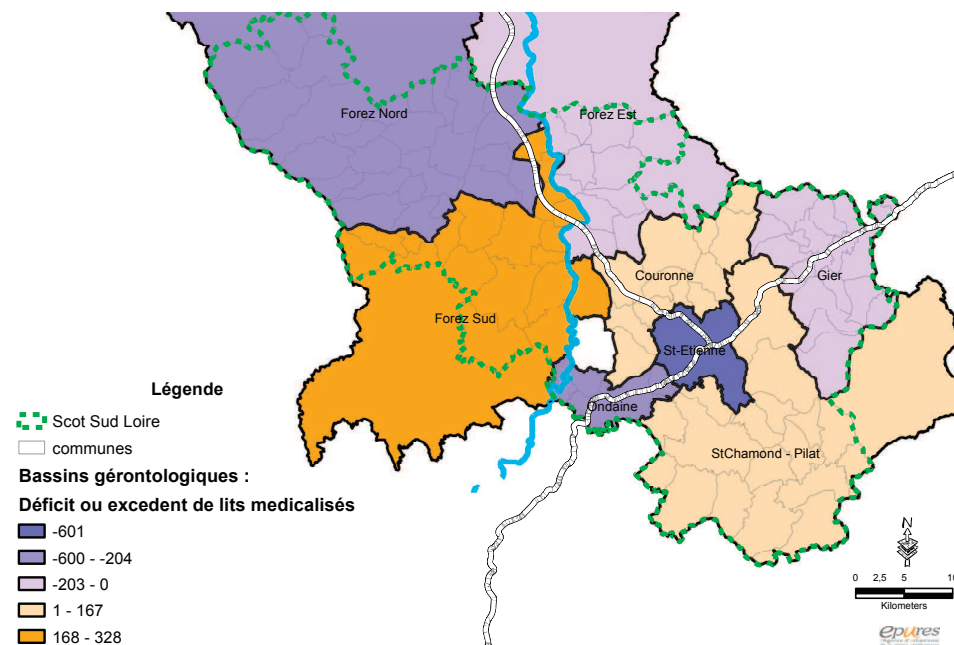 Forez Nord
Forez Est
Couronne
Gier
Forez Sud
St-Etienne
Ondaine
StChamond - Pilat
Légende
Scot Sud Loire
communes
Bassins gérontologiques :
Déficit ou excedent de lits medicalisés
-601
-600 - -204
-203 - 0
1 - 167
168 - 328
N
0 2,5 5 10
Kilometers
epures